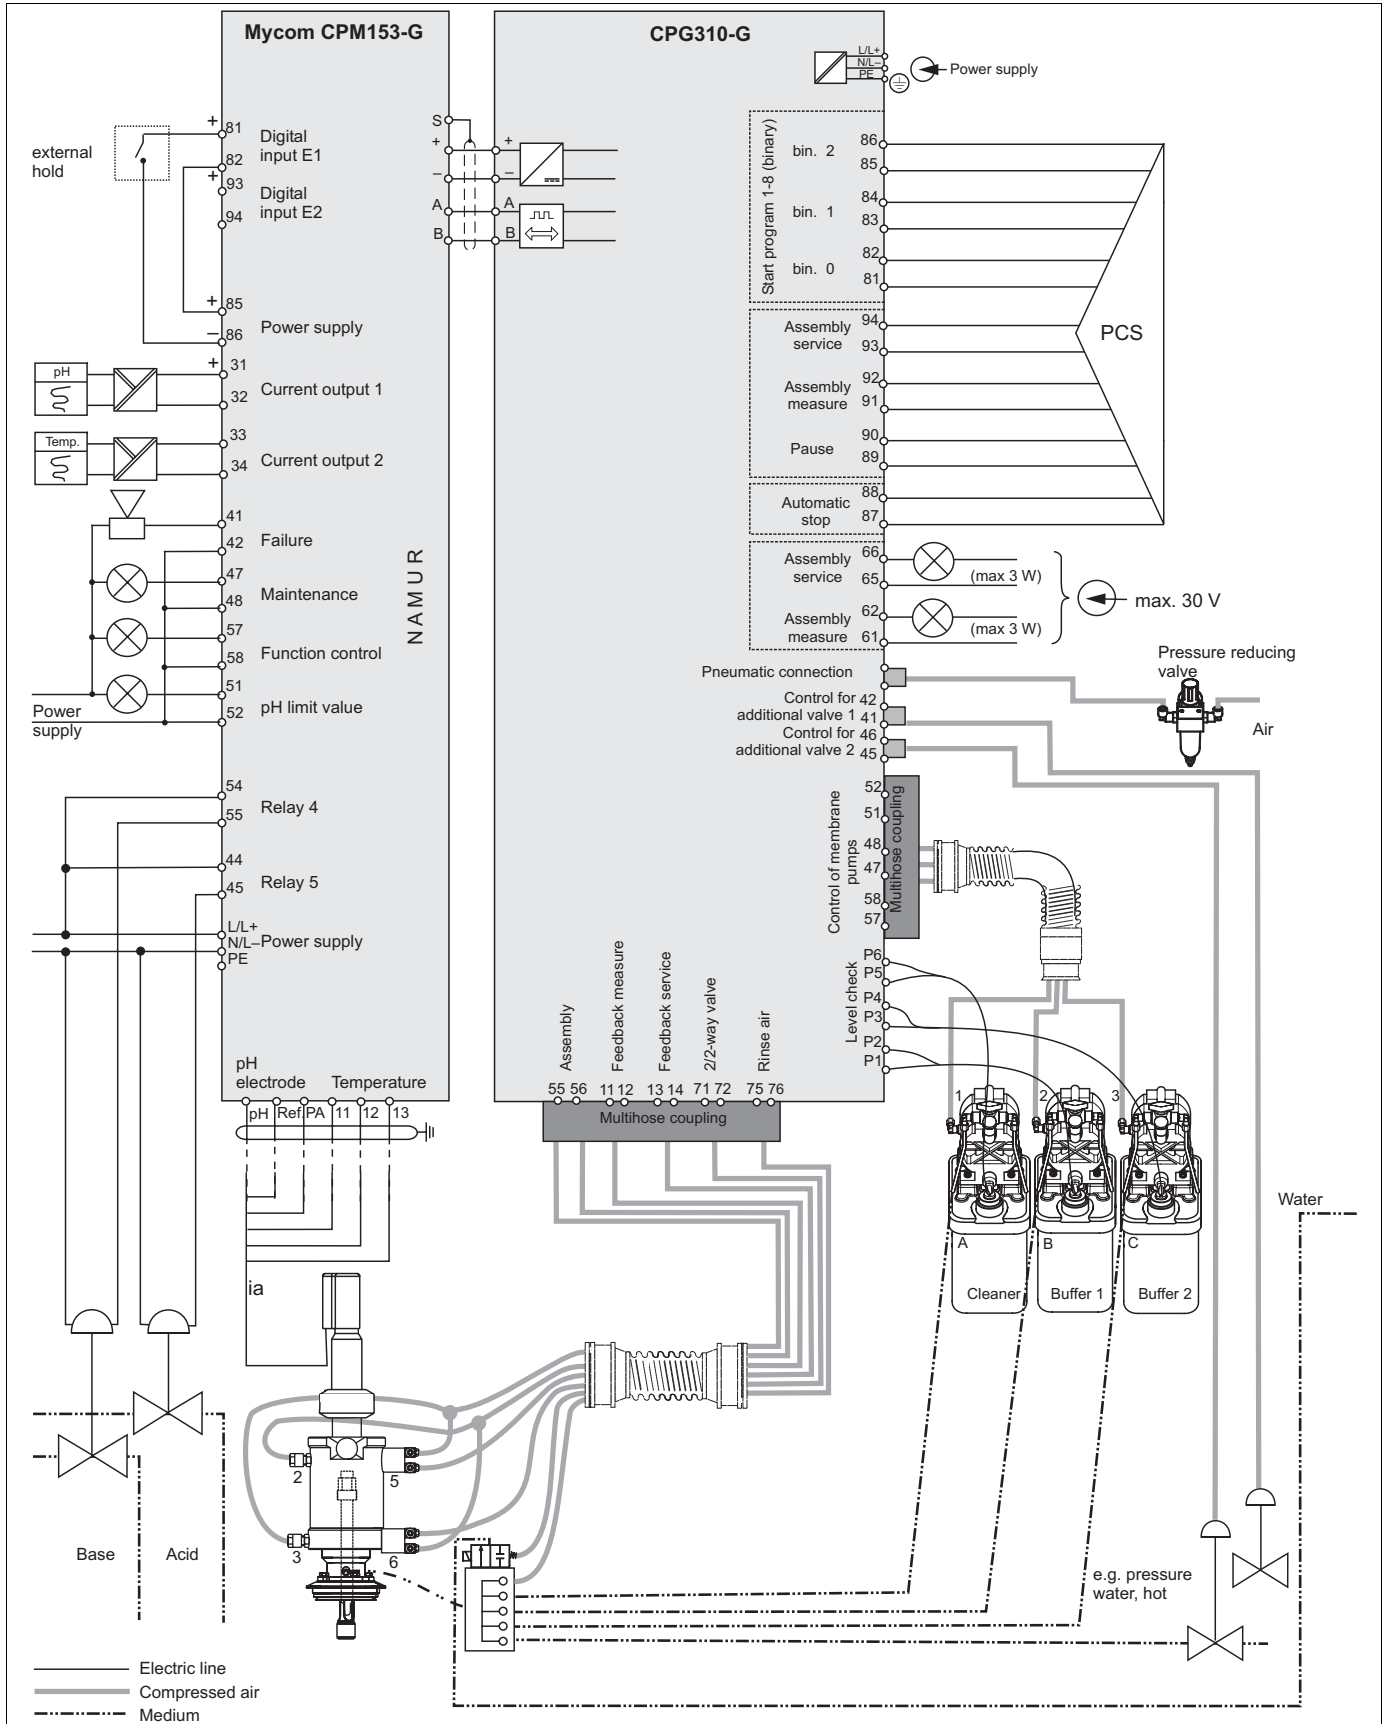 Mycom CPM153-G
CPG310-G
L/L+
N/L–
PE
Power supply
external
hold
+
81
Digital
input E1
82
+
93
Digital
input E2
94
+
85
Power supply
–
86
+
31
Current output 1
32
pH
33
Current output 2
34
Temp.
41
Failure
42
47
Maintenance
48
57
Function control
58
51
pH limit value
52
NAMUR
Power
supply
54
Relay 4
55
44
Relay 5
45
L/L+
N/L–
Power supply
PE
pH
electrode
Temperature
pH
Ref.
PA
11
12
13
S
+
–
A
B
+
–
A
B
Start program 1-8 (binary)
bin. 2
86
85
bin. 1
84
83
bin. 0
82
81
Assembly
service
94
93
Assembly
measure
92
91
Pause
90
89
Automatic
stop
88
87
PCS
Assembly
service
66
65
(max 3 W)
Assembly
measure
62
61
(max 3 W)
max. 30 V
Pneumatic connection
Control for
additional valve 1
42
41
Control for
additional valve 2
46
45
Pressure reducing
valve
Air
Control of membrane
pumps
52
51
48
47
58
57
Multihose coupling
Level check
P6
P5
P4
P3
P2
P1
Assembly
Feedback measure
Feedback service
2/2-way valve
Rinse air
55 56 11 12 13 14 71 72 75 76
Multihose coupling
1
2
3
A
B
C
Cleaner
Buffer 1
Buffer 2
Water
ia
2
5
3
6
Base
Acid
e.g. pressure
water, hot
Electric line
Compressed air
Medium